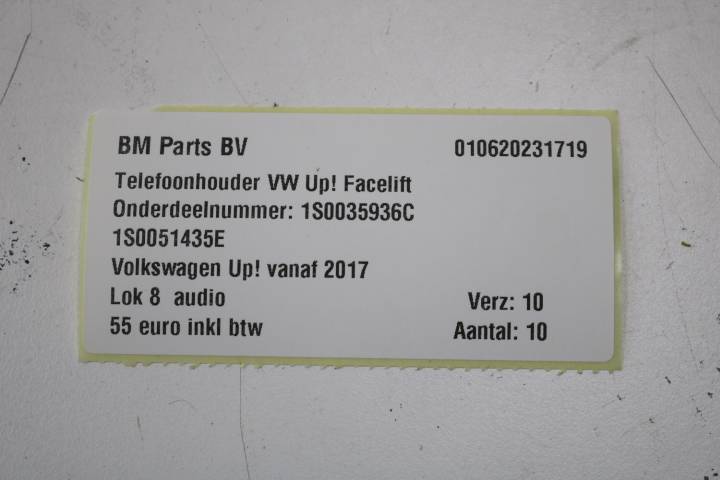 BM Parts BV 010620231719
Telefoonhouder VW Up! Facelift
Onderdeelnummer: 1S0035936C
1S0051435E
Volkswagen Up! vanaf 2017
Lok 8 audio Verz: 10
55 euro inkl btw Aantal: 10